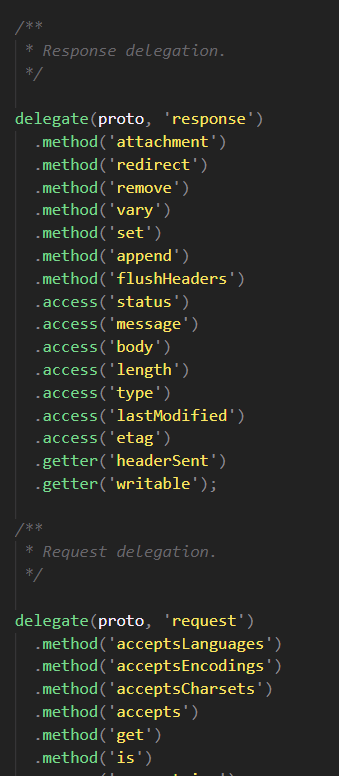 /**
 * Response delegation.
 */
delegate(proto, 'response')
  .method('attachment')
  .method('redirect')
  .method('remove')
  .method('vary')
  .method('set')
  .method('append')
  .method('flushHeaders')
  .access('status')
  .access('message')
  .access('body')
  .access('length')
  .access('type')
  .access('lastModified')
  .access('etag')
  .getter('headerSent')
  .getter('writable');
/**
 * Request delegation.
 */
delegate(proto, 'request')
  .method('acceptsLanguages')
  .method('acceptsEncodings')
  .method('acceptsCharsets')
  .method('accepts')
  .method('get')
  .method('is')